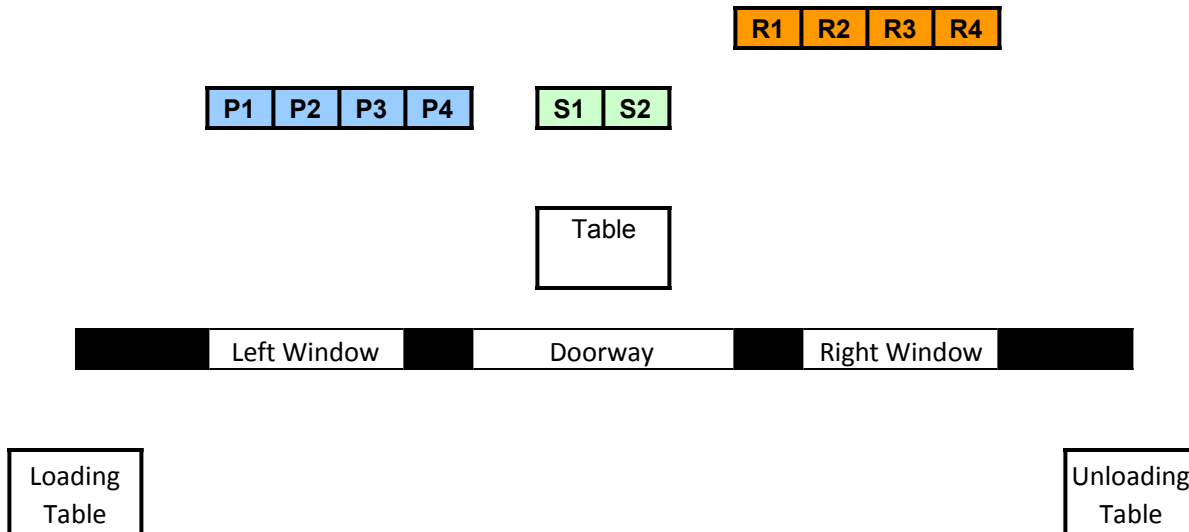 R1 R2 R3 R4
P1 P2 P3 P4 S1 S2
Table
Left Window Doorway Right Window
Loading Unloading
Table Table